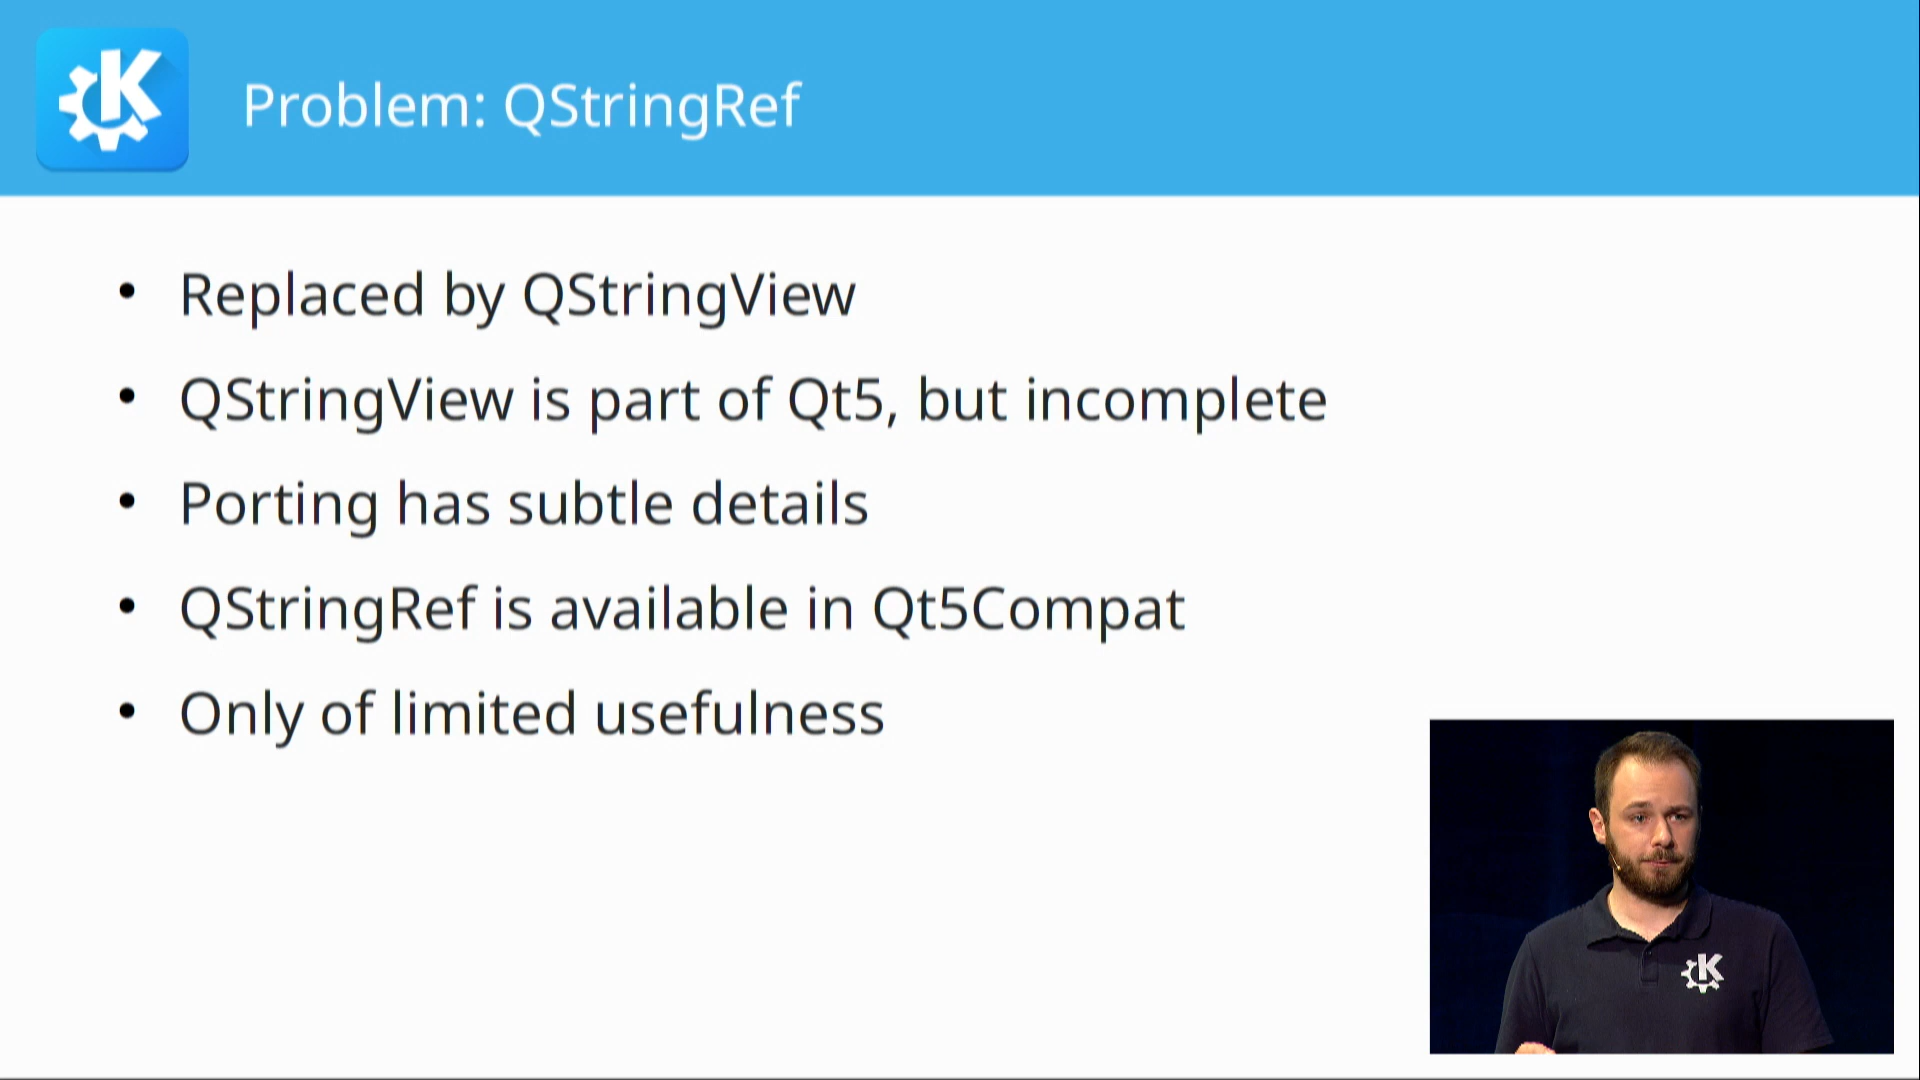 Problem: QStringRef
• Replaced by QStringView
• QStringView is part of Qt5, but incomplete
• Porting has subtle details
• QStringRef is available in Qt5Compat
• Only of limited usefulness